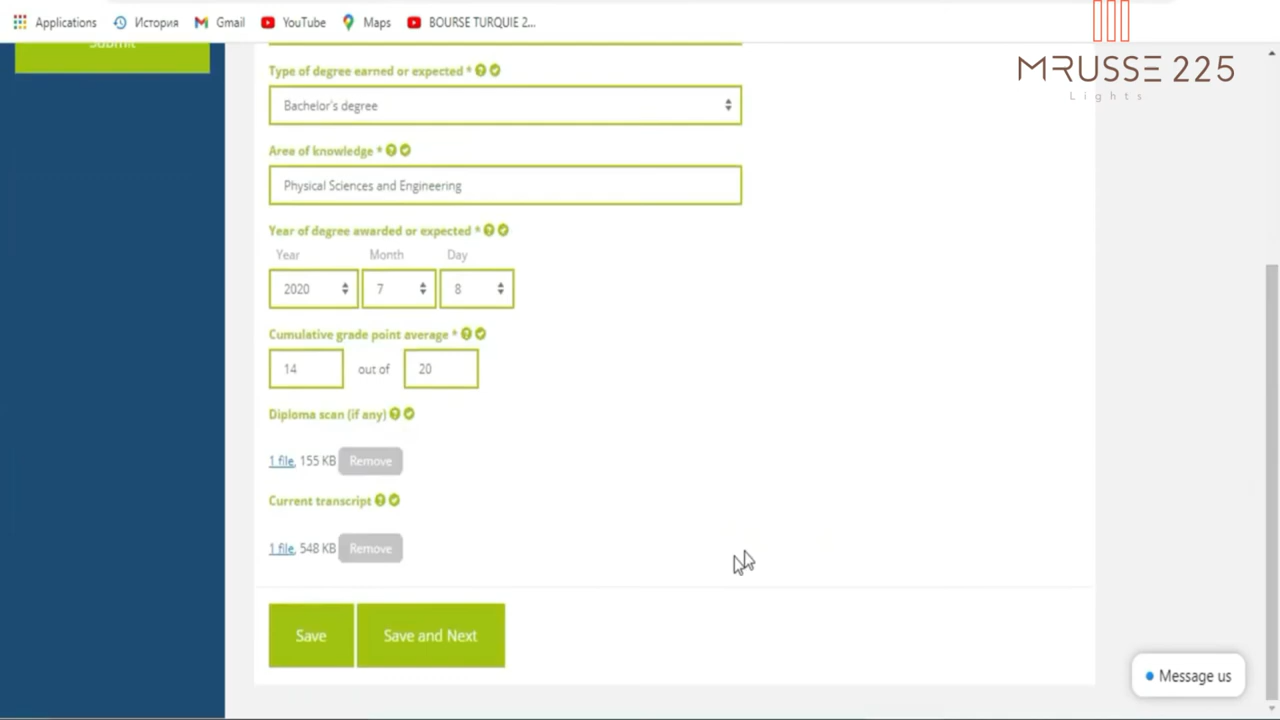 Applications История Gmail YouTube Maps BOURSE TURQUIE 2...
MRUSSE 225
Lights
Submit
Type of degree earned or expected *
Bachelor's degree
Area of knowledge *
Physical Sciences and Engineering
Year of degree awarded or expected *
Year Month Day
2020 7 8
Cumulative grade point average *
14 out of 20
Diploma scan (if any)
1 file, 155 KB Remove
Current transcript
1 file, 548 KB Remove
Save Save and Next
Message us